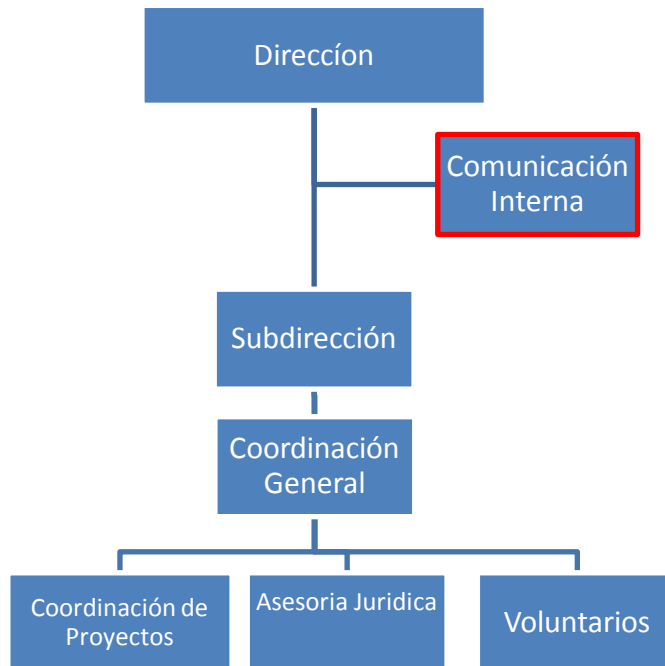 Direccíon
Comunicación
Interna
Subdirección
Coordinación
General
Coordinación de
Proyectos
Asesoria Juridica
Voluntarios